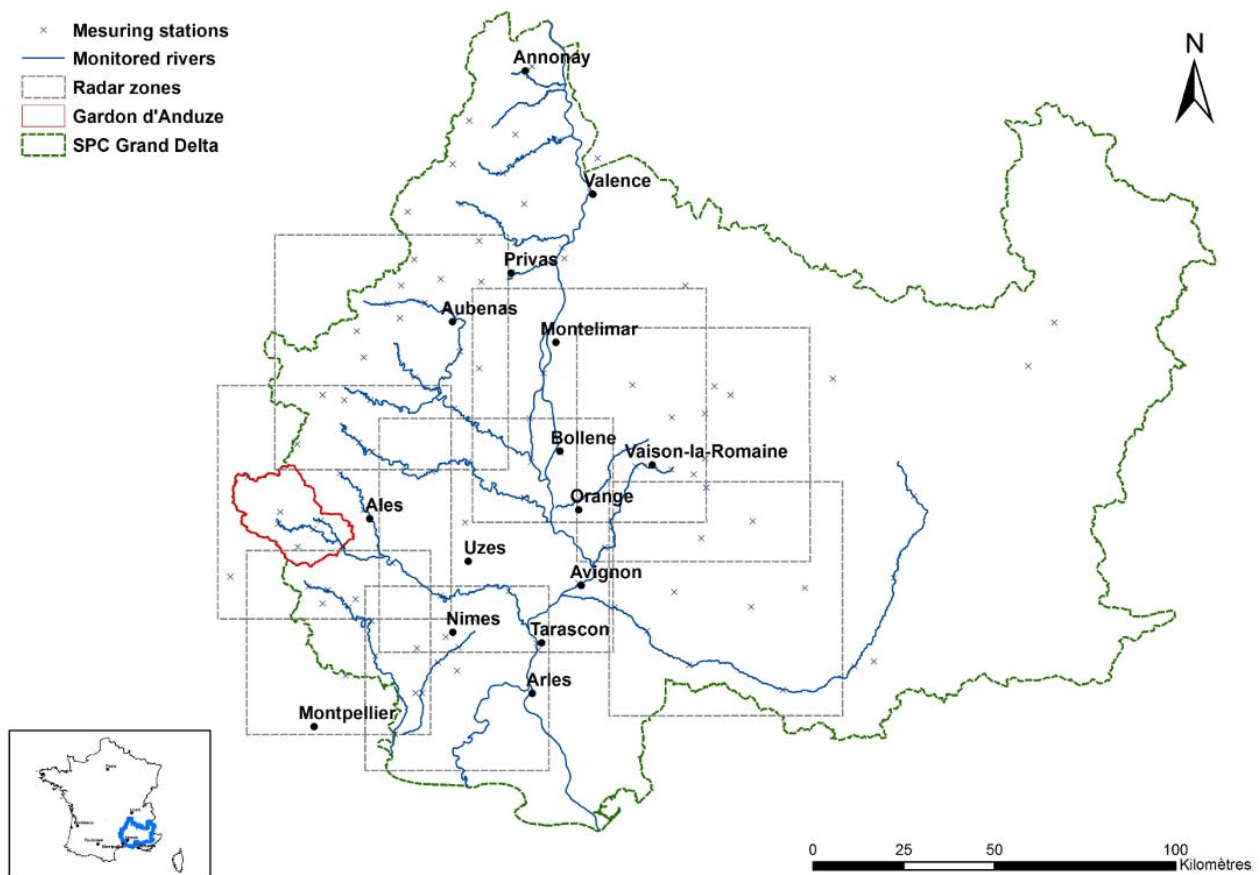 Mesuring stations
Monitored rivers
Radar zones
Gardon d'Anduze
SPC Grand Delta
N
Annonay
Valence
Privas
Aubenas
Montelimar
Bollene
Vaison-la-Romaine
Ales
Orange
Uzes
Avignon
Nimes
Tarascon
Arles
Montpellier
0 25 50 100
Kilomètres